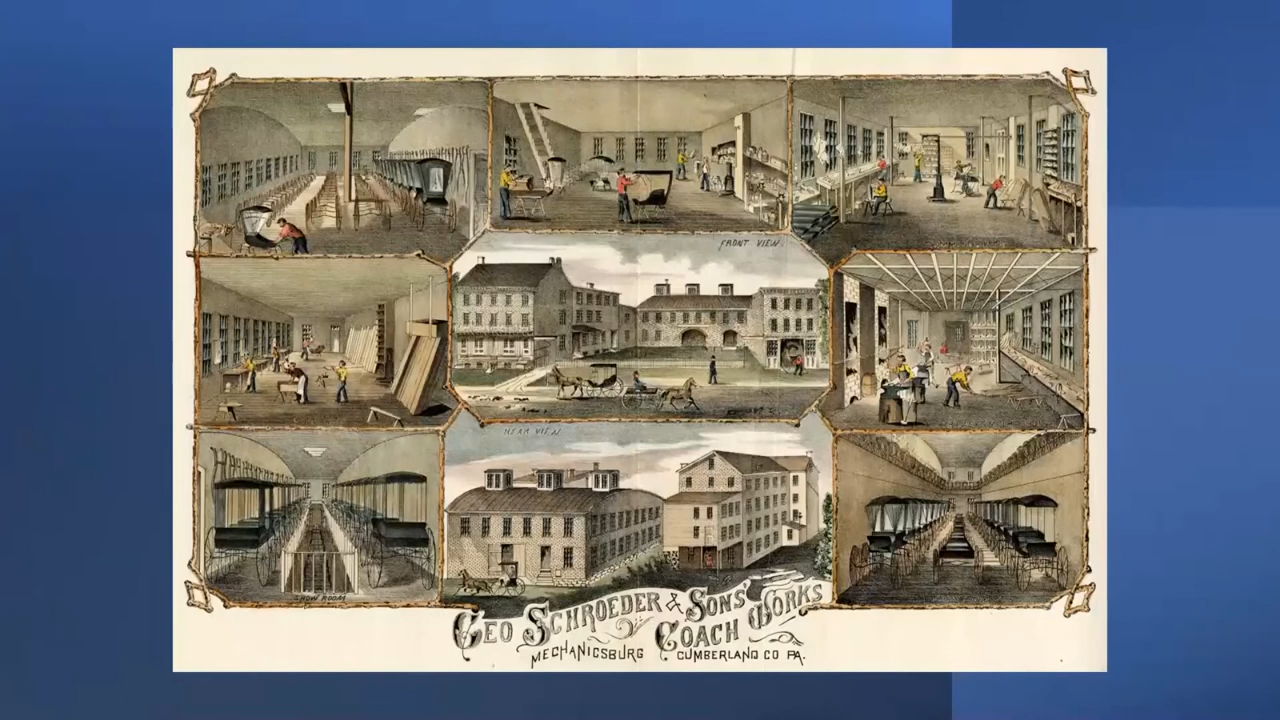 FRONT VIEW.
REAR VIEW.
SHOW ROOM
GEO SCHROEDER & SONS' COACH WORKS
MECHANICSBURG CUMBERLAND CO PA.